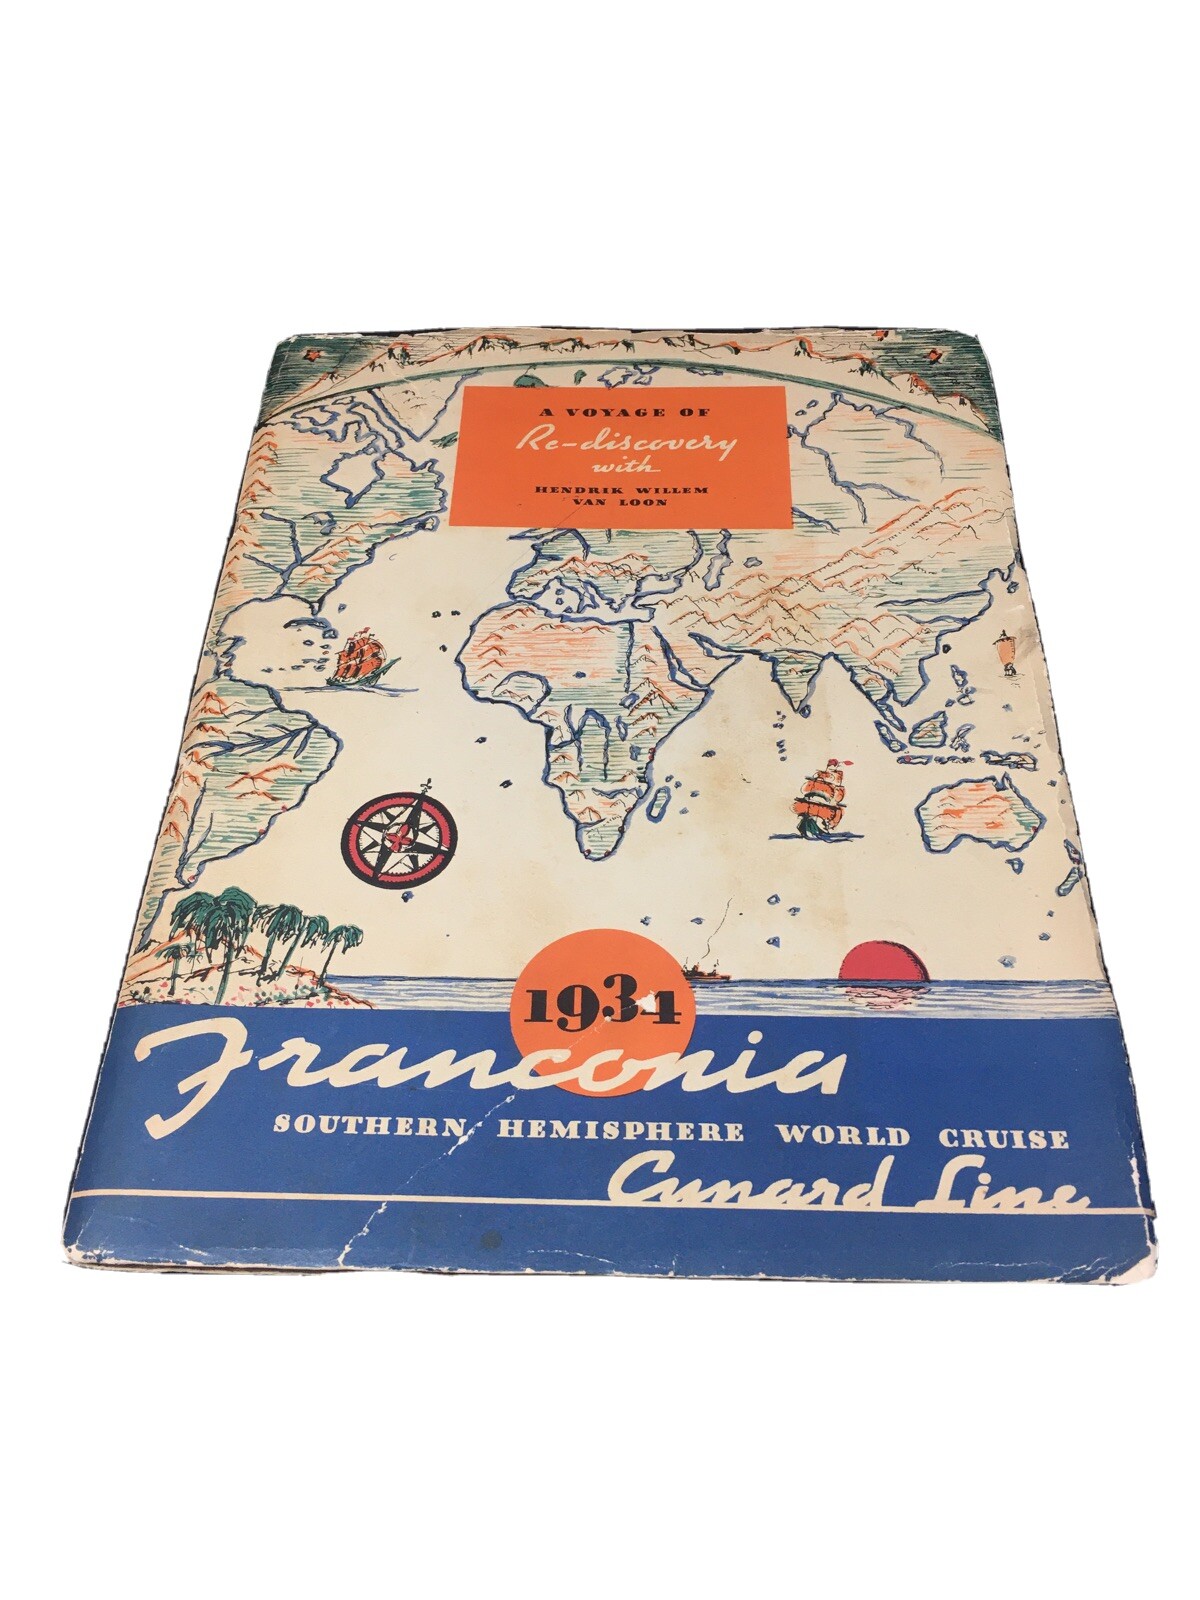 A VOYAGE OF
Re-discovery
with
HENDRIK WILLEM
VAN LOON
1934
Franconia
SOUTHERN HEMISPHERE WORLD CRUISE
Cunard Line